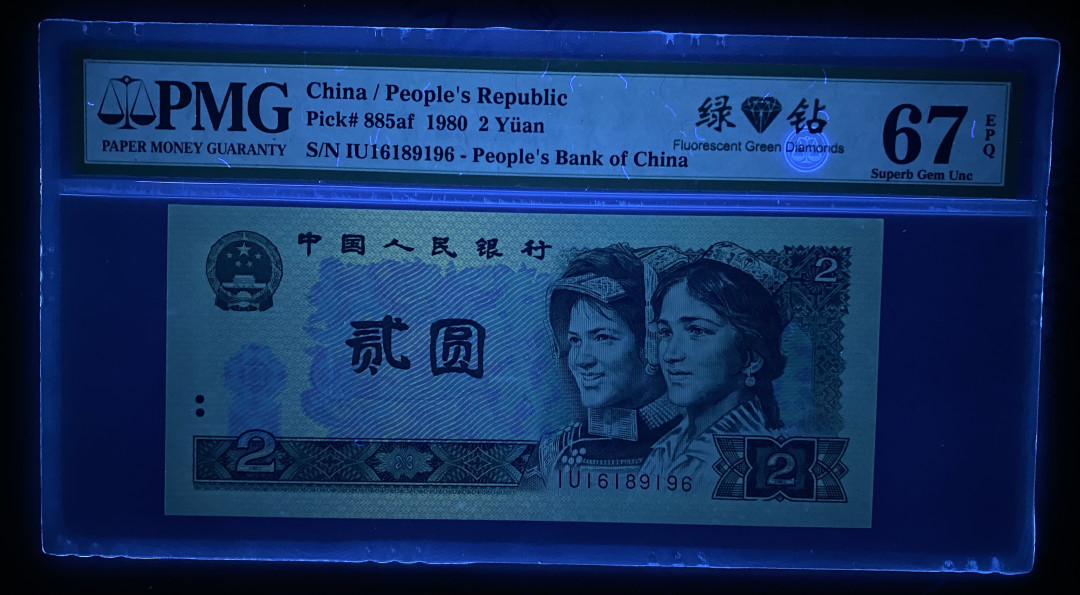 PMG
PAPER MONEY GUARANTY
China / People's Republic
Pick# 885af 1980 2 Yüan
S/N IU16189196 - People's Bank of China
绿 钻
Fluorescent Green Diamonds
67
EPQ
Superb Gem Unc
中国人民银行
2
贰圆
2
IU16189196
2